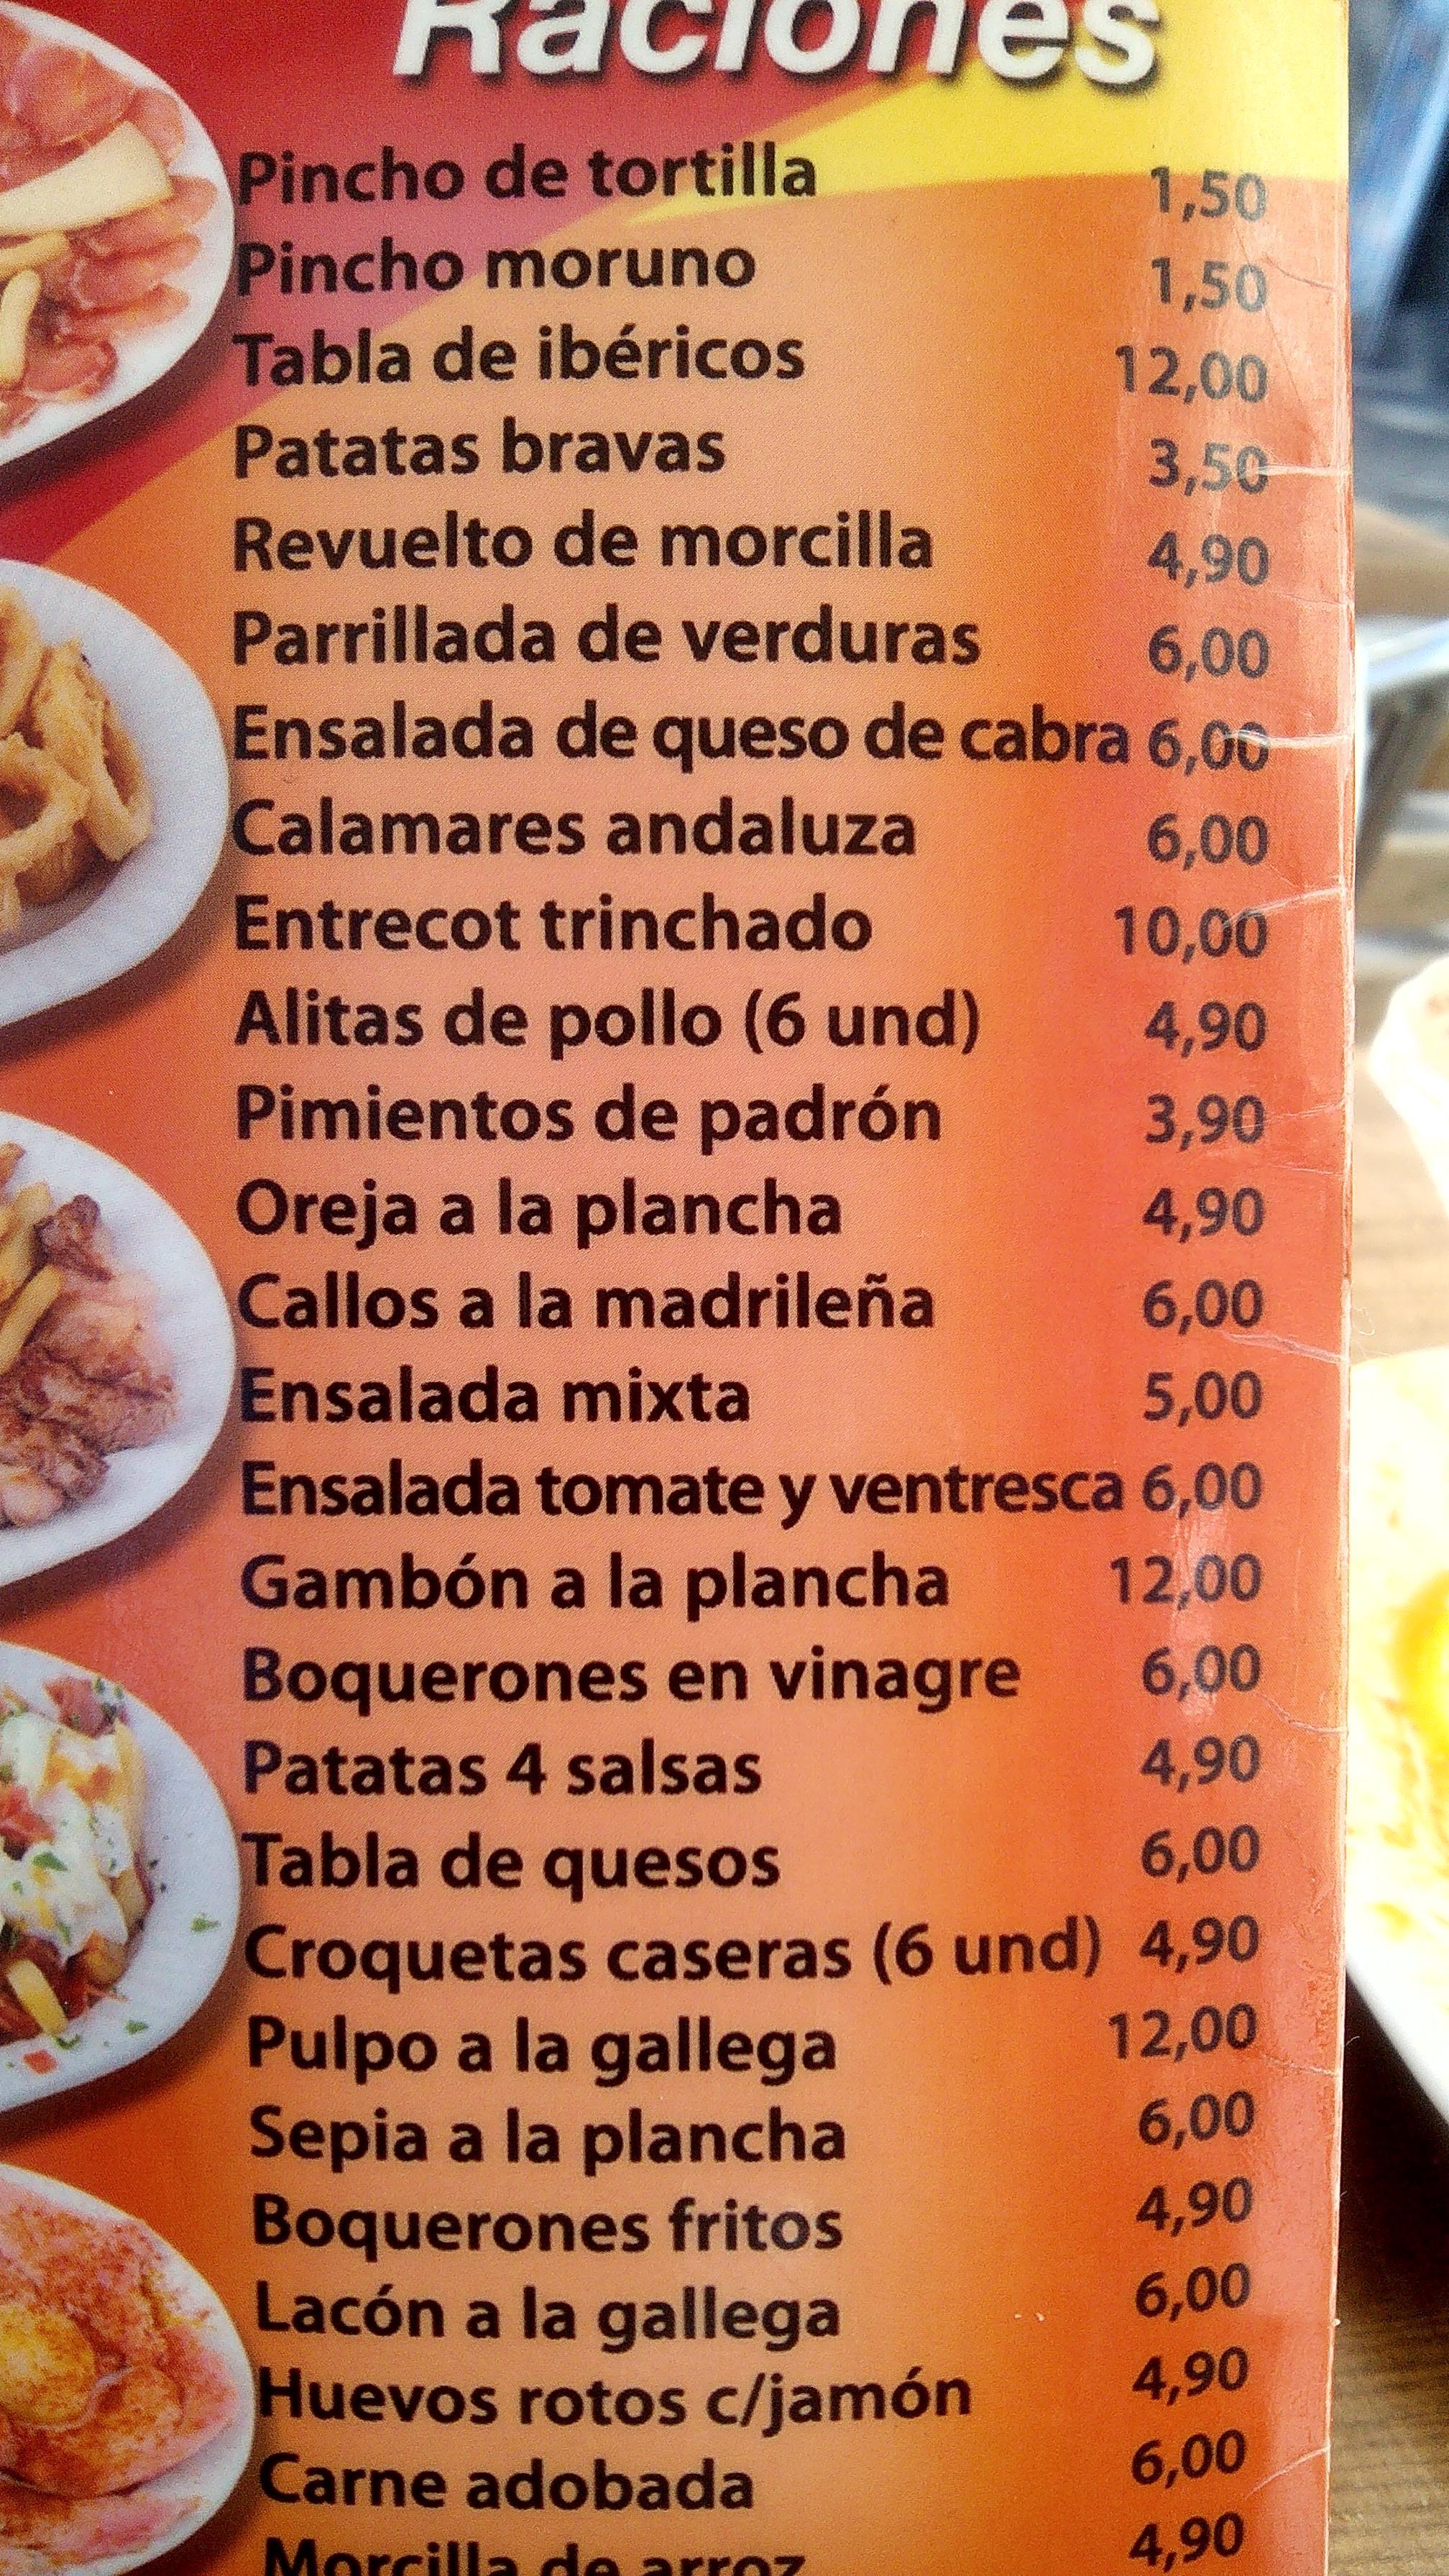 Raciones
Pincho de tortilla 1,50
Pincho moruno 1,50
Tabla de ibéricos 12,00
Patatas bravas 3,50
Revuelto de morcilla 4,90
Parrillada de verduras 6,00
Ensalada de queso de cabra 6,00
Calamares andaluza 6,00
Entrecot trinchado 10,00
Alitas de pollo (6 und) 4,90
Pimientos de padrón 3,90
Oreja a la plancha 4,90
Callos a la madrileña 6,00
Ensalada mixta 5,00
Ensalada tomate y ventresca 6,00
Gambón a la plancha 12,00
Boquerones en vinagre 6,00
Patatas 4 salsas 4,90
Tabla de quesos 6,00
Croquetas caseras (6 und) 4,90
Pulpo a la gallega 12,00
Sepia a la plancha 6,00
Boquerones fritos 4,90
Lacón a la gallega 6,00
Huevos rotos c/jamón 4,90
Carne adobada 6,00
Morcilla de arroz 4,90